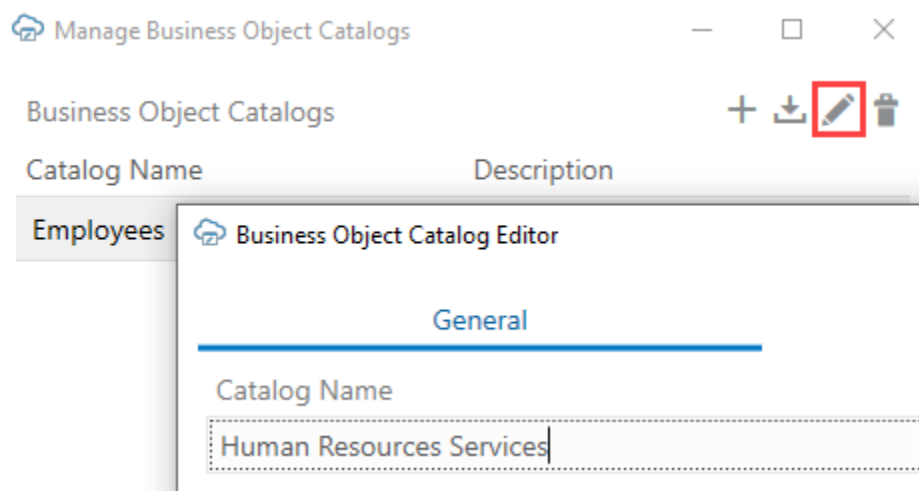 Manage Business Object Catalogs
Business Object Catalogs
Catalog Name Description
Employees
Business Object Catalog Editor
General
Catalog Name
Human Resources Services